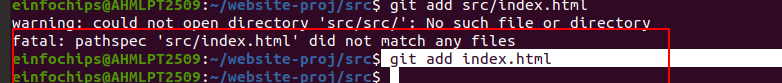 einfochips@AHMLPT2509:~/website-proj/src$ git add src/index.html
warning: could not open directory 'src/src/': No such file or directory
fatal: pathspec 'src/index.html' did not match any files
einfochips@AHMLPT2509:~/website-proj/src$ git add index.html
einfochips@AHMLPT2509:~/website-proj/src$